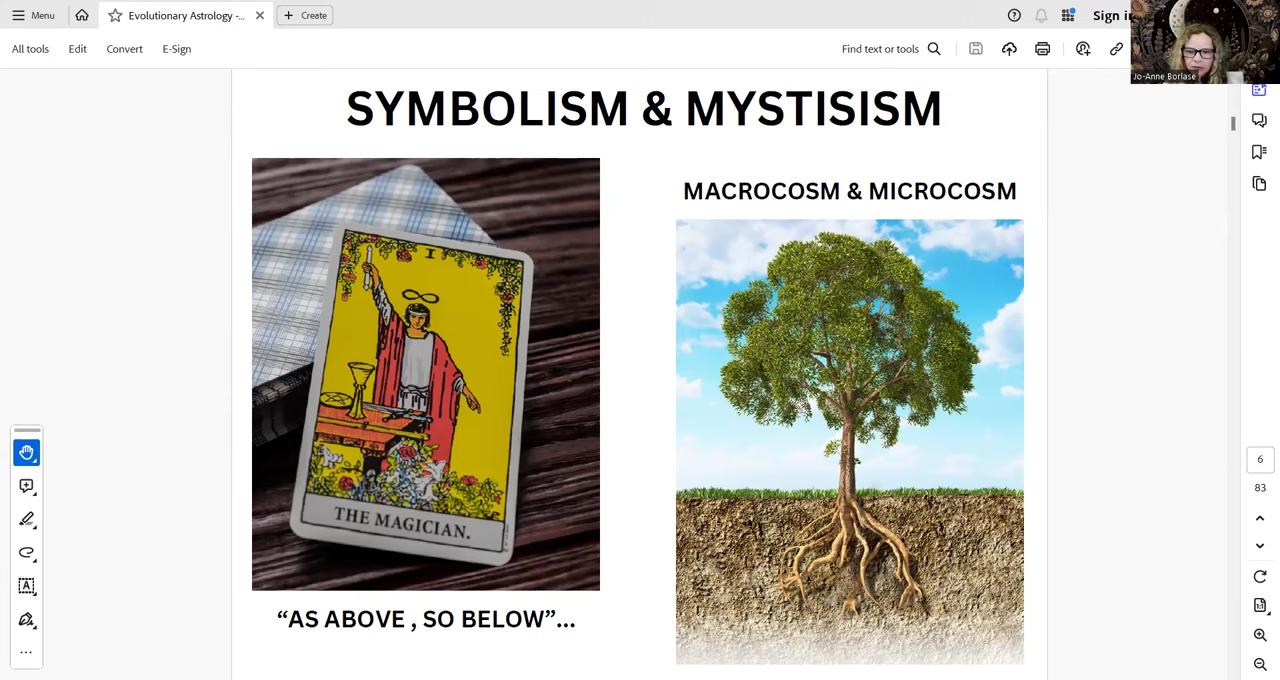 Menu
Evolutionary Astrology -...
Create
Sign in
All tools
Edit
Convert
E-Sign
Find text or tools
Jo-Anne Borlase
SYMBOLISM & MYSTISISM
MACROCOSM & MICROCOSM
I
THE MAGICIAN.
“AS ABOVE , SO BELOW”...
6
83